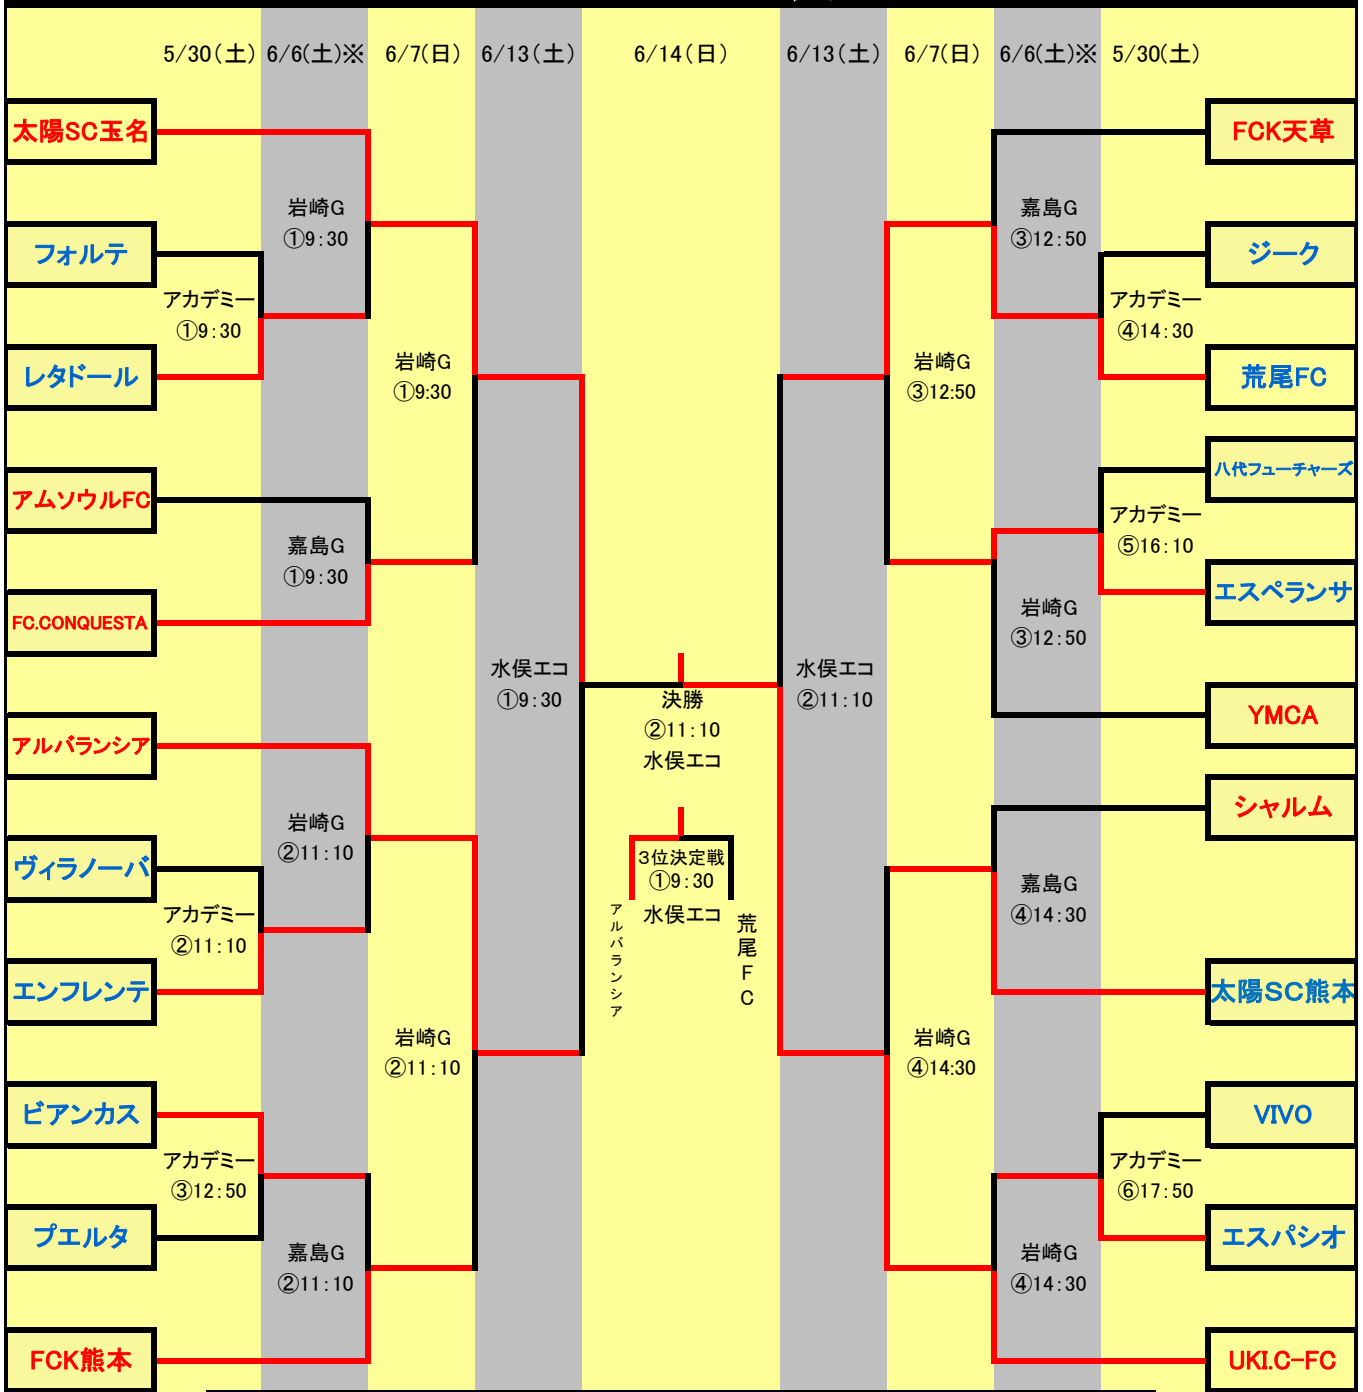 5/30(土) 6/6(土)※ 6/7(日) 6/13(土) 6/14(日) 6/13(土) 6/7(日) 6/6(土)※ 5/30(土)
太陽SC玉名
フォルテ
レタドール
アムソウルFC
FC.CONQUESTA
アルバランシア
ヴィラノーバ
エンフレンテ
ビアンカス
プエルタ
FCK熊本
アカデミー
①9:30
アカデミー
②11:10
アカデミー
③12:50
岩崎G
①9:30
嘉島G
①9:30
岩崎G
②11:10
嘉島G
②11:10
岩崎G
①9:30
岩崎G
②11:10
水俣エコ
①9:30
決勝
②11:10
水俣エコ
3位決定戦
①9:30
水俣エコ
アルバランシア
荒尾FC
水俣エコ
②11:10
岩崎G
③12:50
岩崎G
④14:30
嘉島G
③12:50
岩崎G
③12:50
嘉島G
④14:30
岩崎G
④14:30
アカデミー
④14:30
アカデミー
⑤16:10
アカデミー
⑥17:50
FCK天草
ジーク
荒尾FC
八代フューチャーズ
エスペランサ
YMCA
シャルム
太陽SC熊本
VIVO
エスパシオ
UKI.C-FC